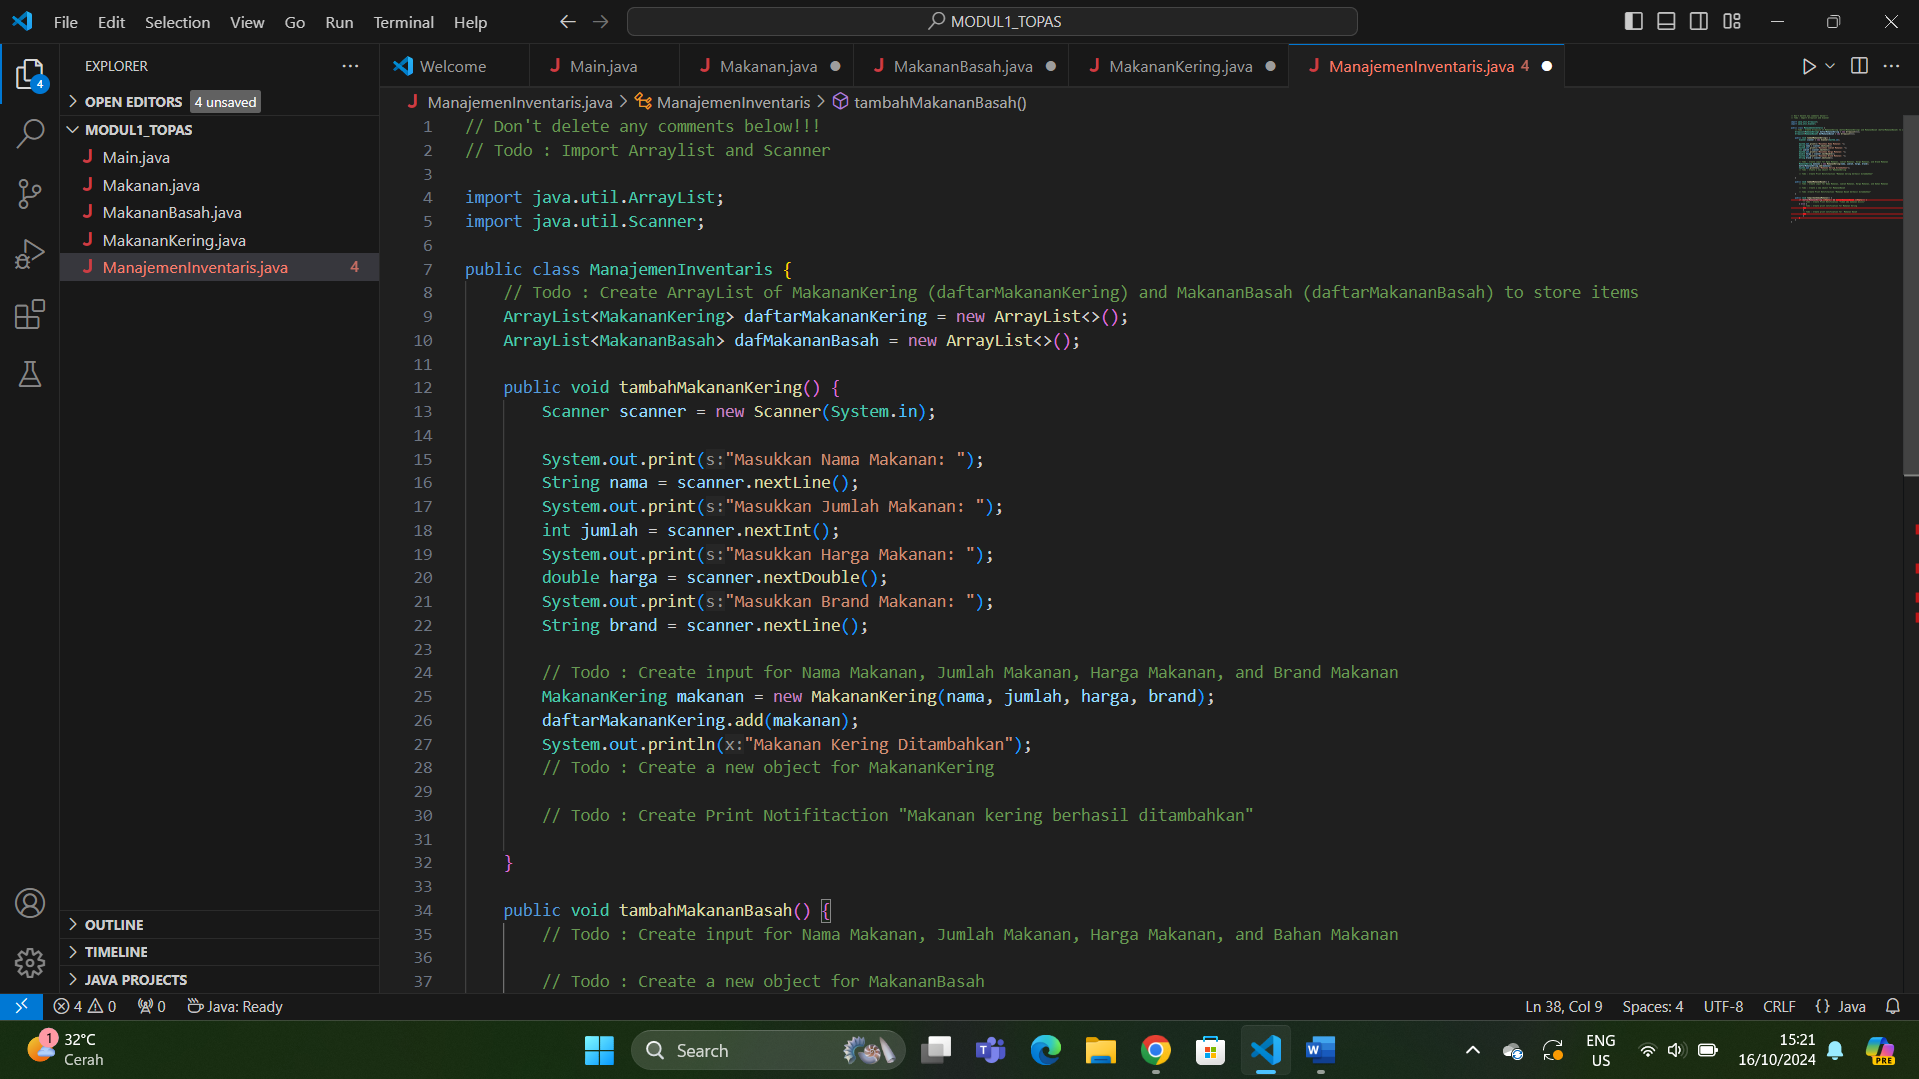 File Edit Selection View Go Run Terminal Help
MODUL1_TOPAS
EXPLORER
OPEN EDITORS 4 unsaved
MODUL1_TOPAS
Main.java
Makanan.java
MakananBasah.java
MakananKering.java
ManajemenInventaris.java 4
OUTLINE
TIMELINE
JAVA PROJECTS
4
Welcome
Main.java
Makanan.java
MakananBasah.java
MakananKering.java
ManajemenInventaris.java 4
ManajemenInventaris.java > ManajemenInventaris > tambahMakananBasah()
1 // Don't delete any comments below!!!
2 // Todo : Import Arraylist and Scanner
3
4 import java.util.ArrayList;
5 import java.util.Scanner;
6
7 public class ManajemenInventaris {
8 // Todo : Create ArrayList of MakananKering (daftarMakananKering) and MakananBasah (daftarMakananBasah) to store items
9 ArrayList<MakananKering> daftarMakananKering = new ArrayList<>();
10 ArrayList<MakananBasah> dafMakananBasah = new ArrayList<>();
11
12 public void tambahMakananKering() {
13 Scanner scanner = new Scanner(System.in);
14
15 System.out.print(s:"Masukkan Nama Makanan: ");
16 String nama = scanner.nextLine();
17 System.out.print(s:"Masukkan Jumlah Makanan: ");
18 int jumlah = scanner.nextInt();
19 System.out.print(s:"Masukkan Harga Makanan: ");
20 double harga = scanner.nextDouble();
21 System.out.print(s:"Masukkan Brand Makanan: ");
22 String brand = scanner.nextLine();
23
24 // Todo : Create input for Nama Makanan, Jumlah Makanan, Harga Makanan, and Brand Makanan
25 MakananKering makanan = new MakananKering(nama, jumlah, harga, brand);
26 daftarMakananKering.add(makanan);
27 System.out.println(x:"Makanan Kering Ditambahkan");
28 // Todo : Create a new object for MakananKering
29
30 // Todo : Create Print Notifitaction "Makanan kering berhasil ditambahkan"
31
32 }
33
34 public void tambahMakananBasah() {
35 // Todo : Create input for Nama Makanan, Jumlah Makanan, Harga Makanan, and Bahan Makanan
36
37 // Todo : Create a new object for MakananBasah
4 0 0 Java: Ready
Ln 38, Col 9 Spaces: 4 UTF-8 CRLF {} Java
1 32°C
Cerah
Search
ENG
US
15:21
16/10/2024
PRE